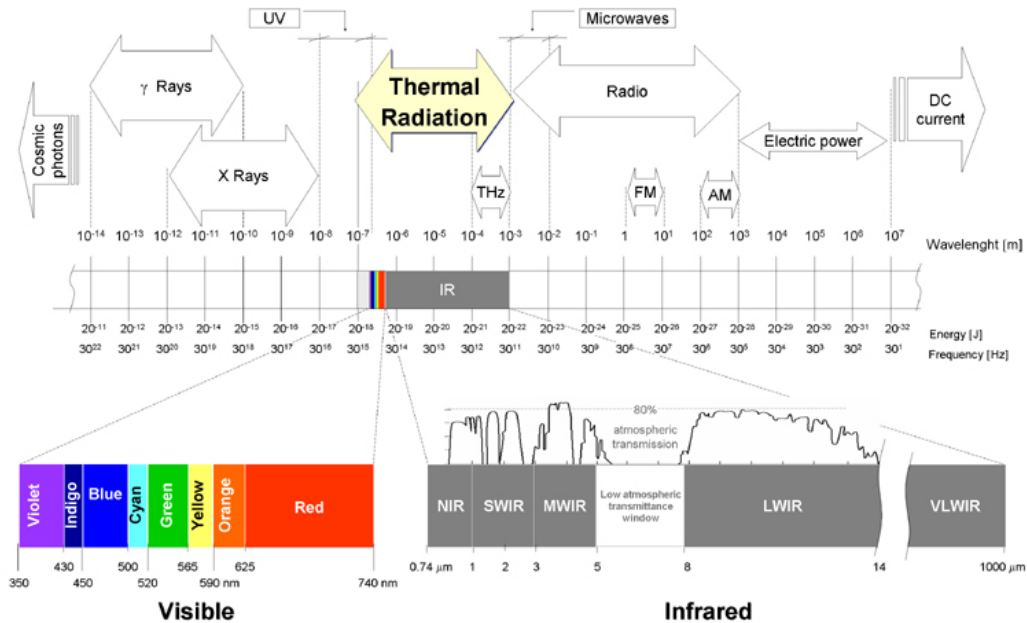 UV
Microwaves
γ Rays
Thermal
Radiation
Radio
DC
current
Cosmic
photons
Electric power
X Rays
THz
FM
AM
10⁻¹⁴ 10⁻¹³ 10⁻¹² 10⁻¹¹ 10⁻¹⁰ 10⁻⁹ 10⁻⁸ 10⁻⁷ 10⁻⁶ 10⁻⁵ 10⁻⁴ 10⁻³ 10⁻² 10⁻¹ 1 10¹ 10² 10³ 10⁴ 10⁵ 10⁶ 10⁷ Wavelenght [m]
IR
20⁻¹¹ 20⁻¹² 20⁻¹³ 20⁻¹⁴ 20⁻¹⁵ 20⁻¹⁶ 20⁻¹⁷ 20⁻¹⁸ 20⁻¹⁹ 20⁻²⁰ 20⁻²¹ 20⁻²² 20⁻²³ 20⁻²⁴ 20⁻²⁵ 20⁻²⁶ 20⁻²⁷ 20⁻²⁸ 20⁻²⁹ 20⁻³⁰ 20⁻³¹ 20⁻³² Energy [J]
30²² 30²¹ 30²⁰ 30¹⁹ 30¹⁸ 30¹⁷ 30¹⁶ 30¹⁵ 30¹⁴ 30¹³ 30¹² 30¹¹ 30¹⁰ 30⁹ 30⁸ 30⁷ 30⁶ 30⁵ 30⁴ 30³ 30² 30¹ Frequency [Hz]
80%
atmospheric
transmission
Violet
Indigo
Blue
Cyan
Green
Yellow
Orange
Red
430 500 565 625
350 450 520 590 nm 740 nm
Visible
NIR
SWIR
MWIR
Low atmospheric
transmittance
window
LWIR
VLWIR
0.74 µm 1 2 3 5 8 14 1000 µm
Infrared